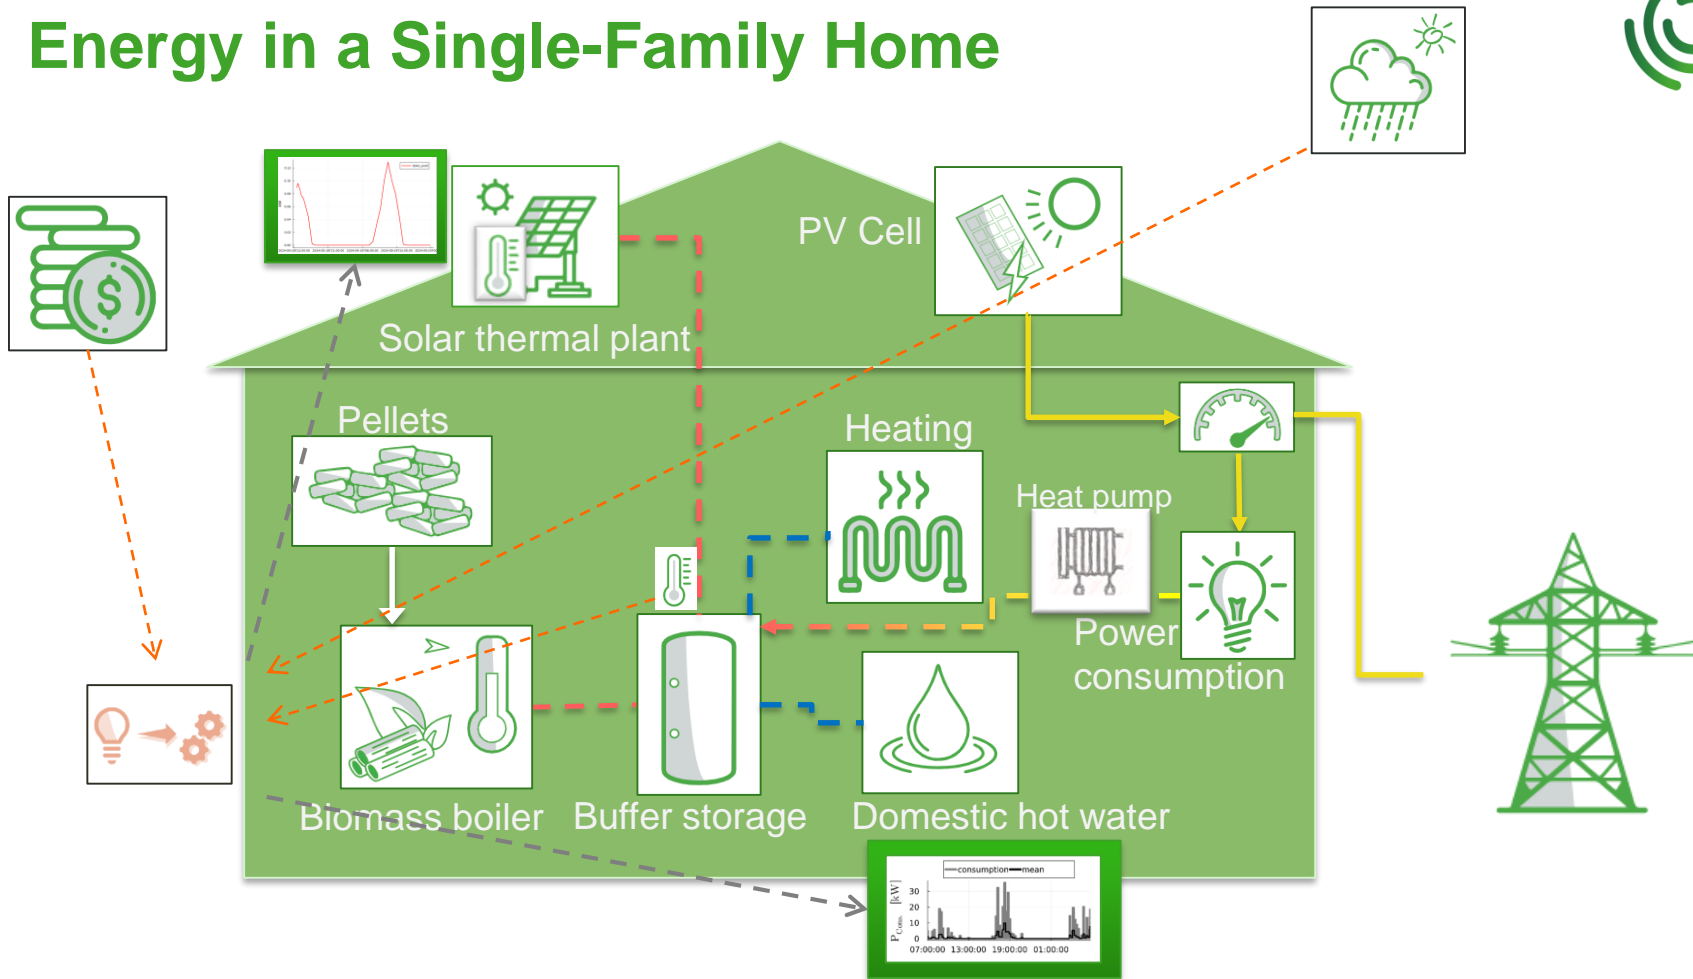 Energy in a Single-Family Home
PV Cell
$
Solar thermal plant
Pellets
Heating
Heat pump
Power
consumption
Biomass boiler
Buffer storage
Domestic hot water
consumption
mean
P_Cons. [kW]
30
20
10
0
07:00:00 13:00:00 19:00:00 01:00:00